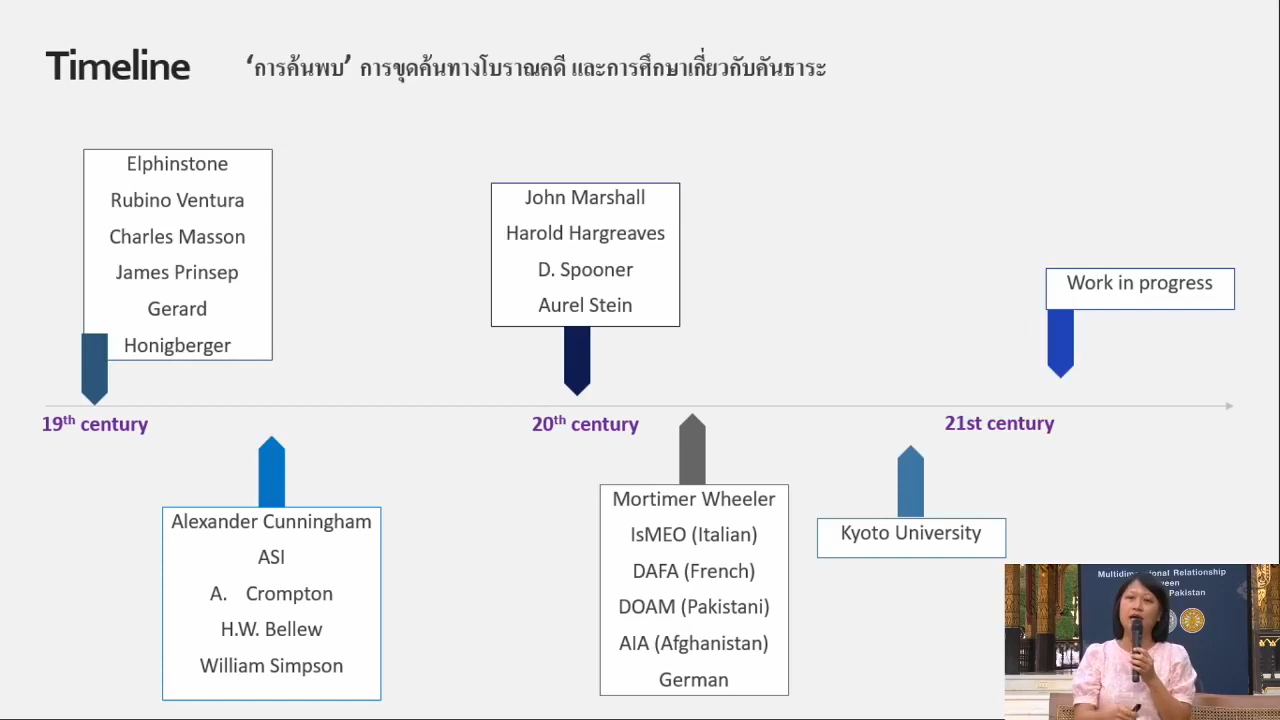 Timeline
‘การค้นพบ’ การขุดค้นทางโบราณคดี และการศึกษาเกี่ยวกับคันธาระ
Elphinstone
Rubino Ventura
Charles Masson
James Prinsep
Gerard
Honigberger
John Marshall
Harold Hargreaves
D. Spooner
Aurel Stein
Work in progress
19th century
20th century
21st century
Alexander Cunningham
ASI
A. Crompton
H.W. Bellew
William Simpson
Mortimer Wheeler
IsMEO (Italian)
DAFA (French)
DOAM (Pakistani)
AIA (Afghanistan)
German
Kyoto University
Multidimensional Relationship
Pakistan